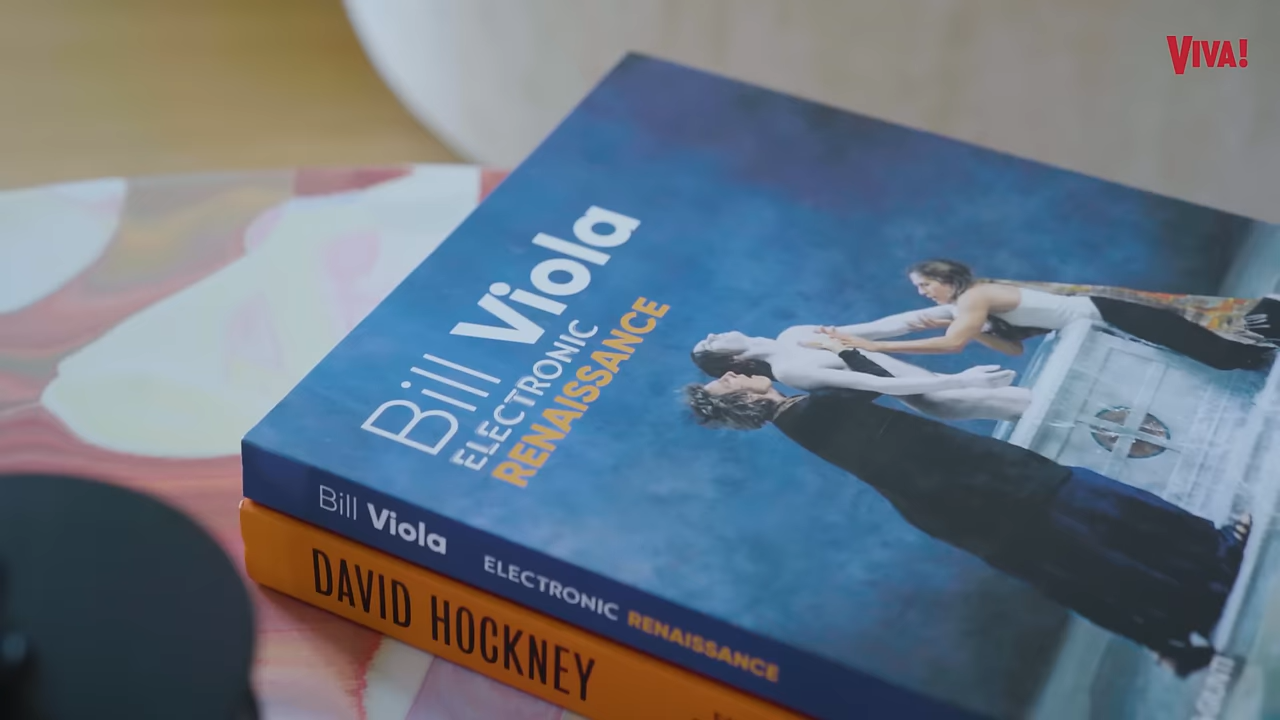 VIVA!
Bill Viola
ELECTRONIC
RENAISSANCE
Bill Viola ELECTRONIC RENAISSANCE
DAVID HOCKNEY